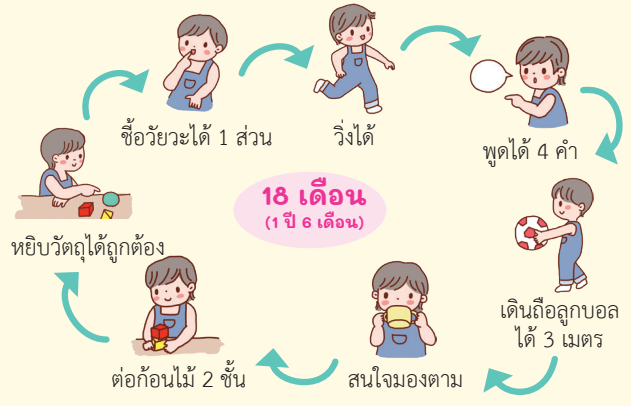 ชี้อวัยวะได้ 1 ส่วน
วิ่งได้
พูดได้ 4 คำ
เดินถือลูกบอล
ได้ 3 เมตร
สนใจมองตาม
ต่อก้อนไม้ 2 ชั้น
หยิบวัตถุได้ถูกต้อง
18 เดือน
(1 ปี 6 เดือน)